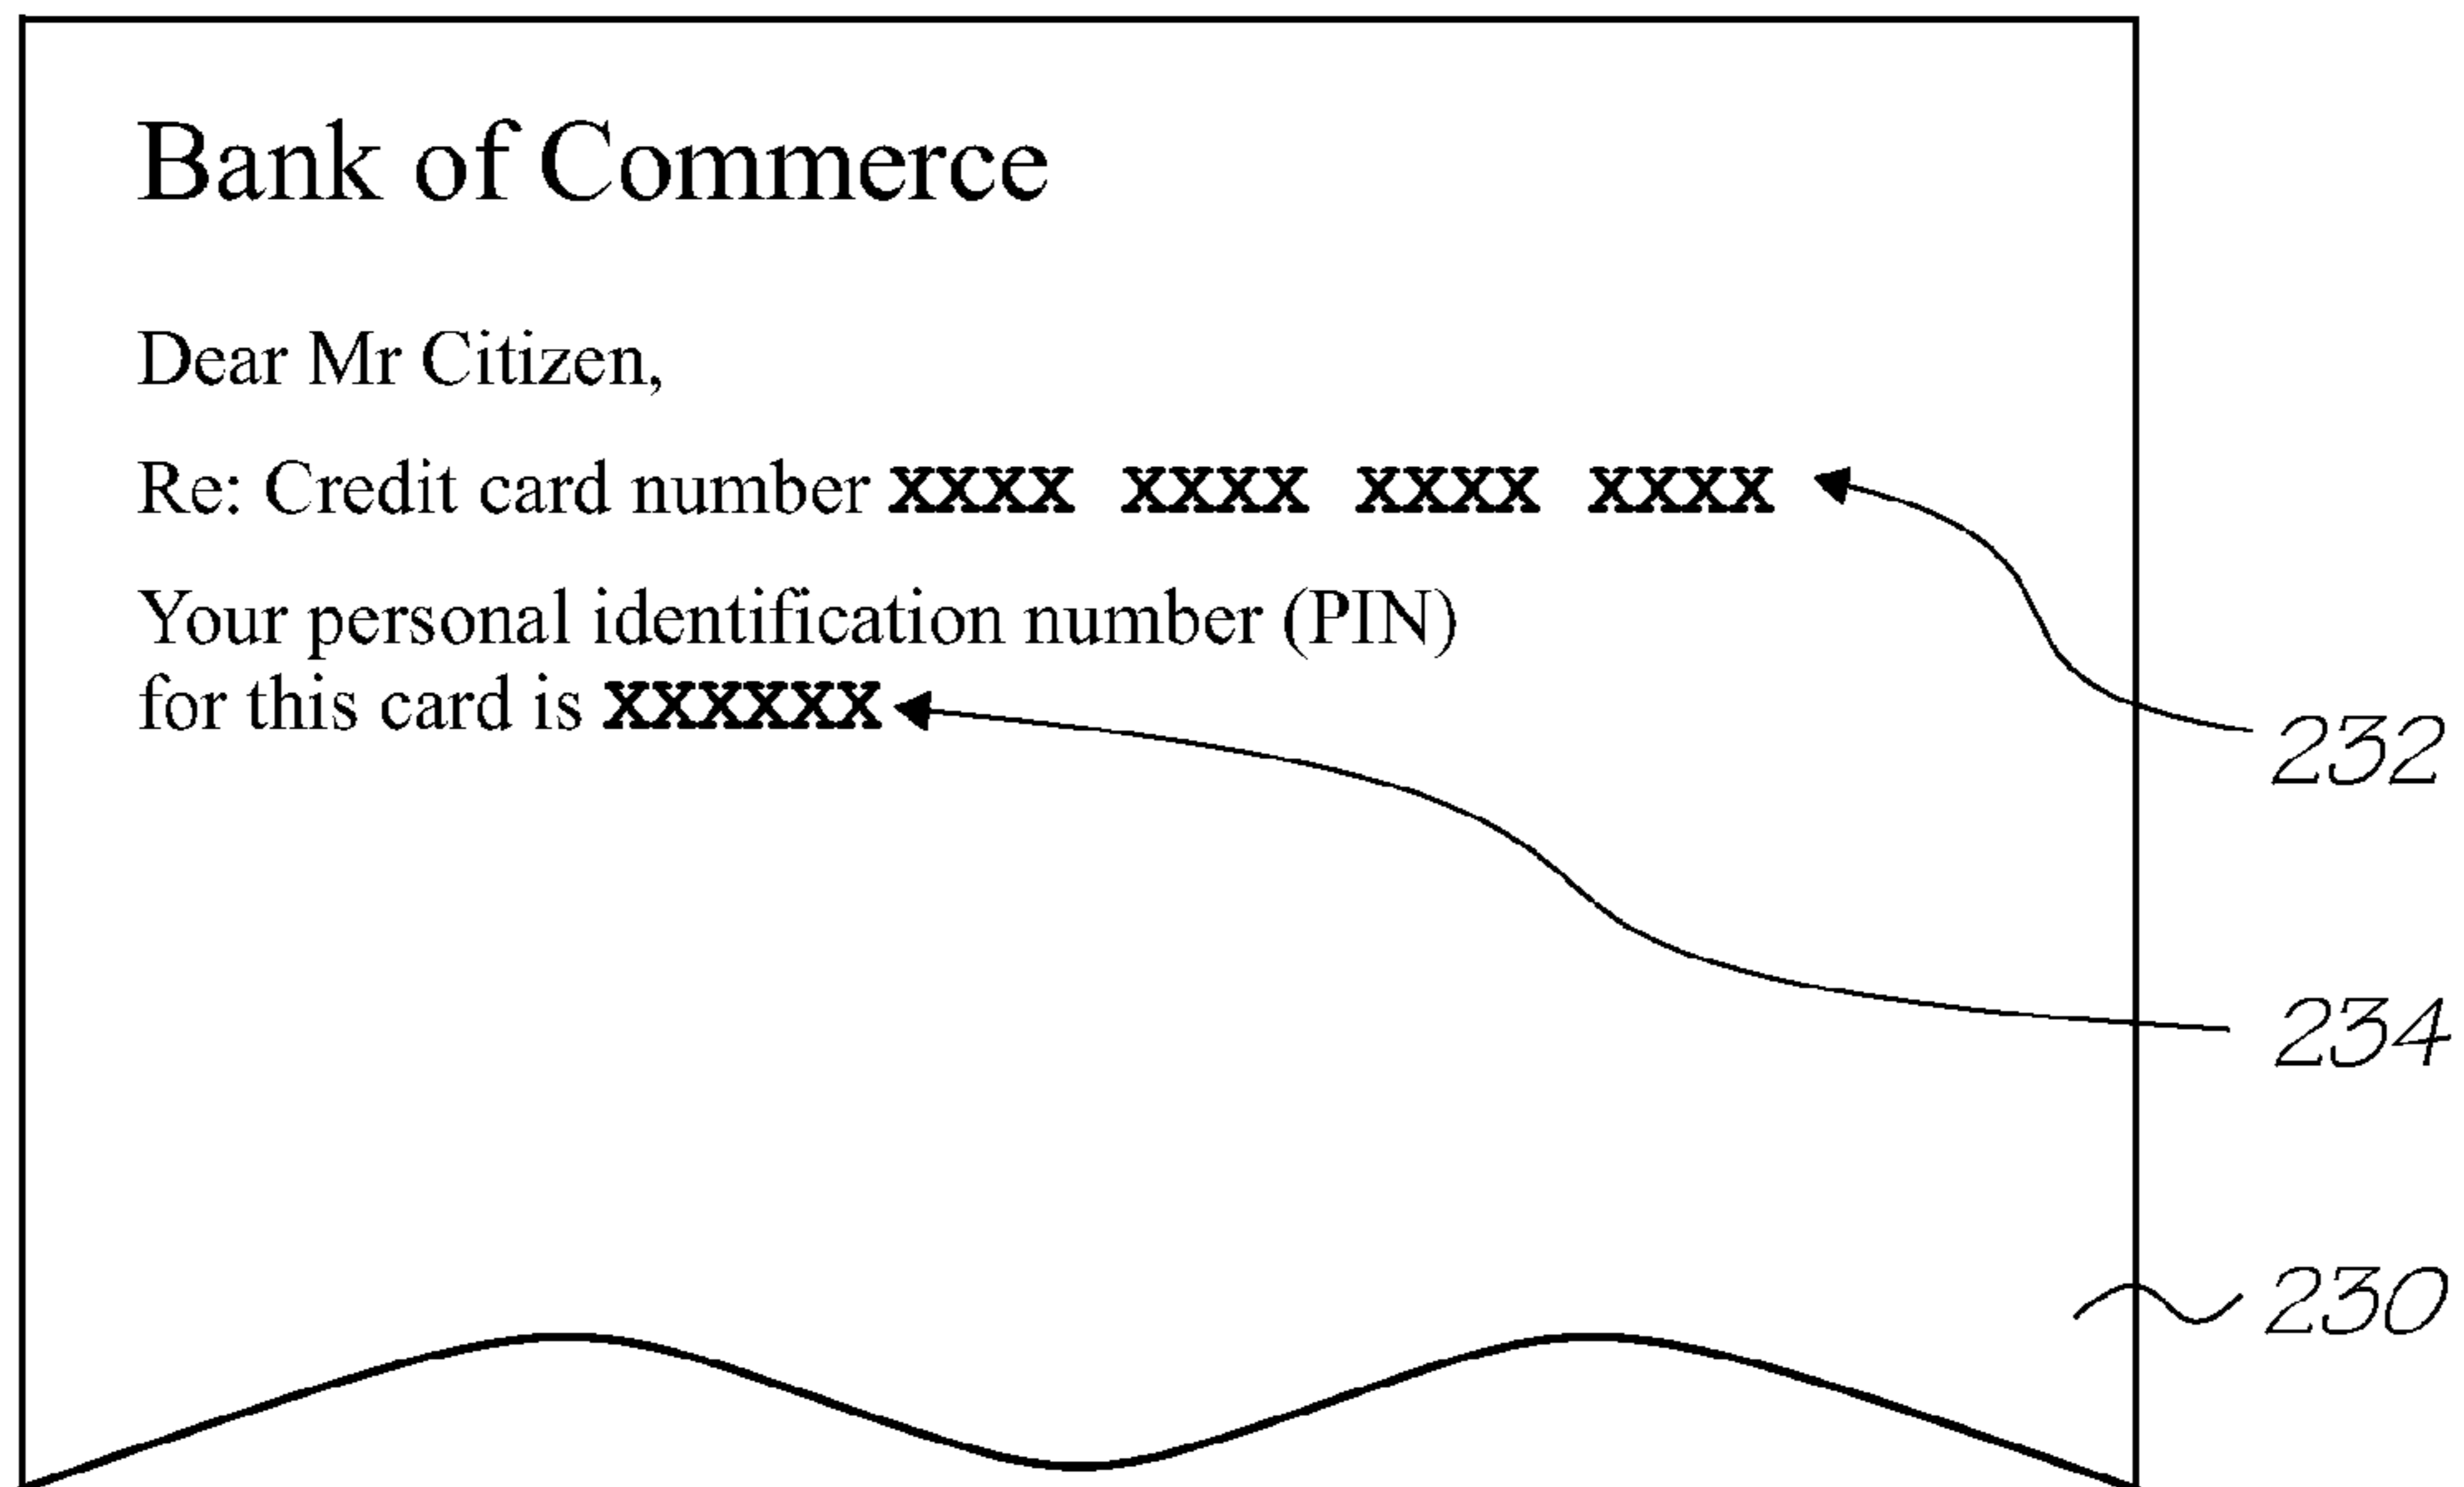 Bank of Commerce
Dear Mr Citizen,
Re: Credit card number xxxx xxxx xxxx xxxx
Your personal identification number (PIN)
for this card is xxxxxx
232
234
230